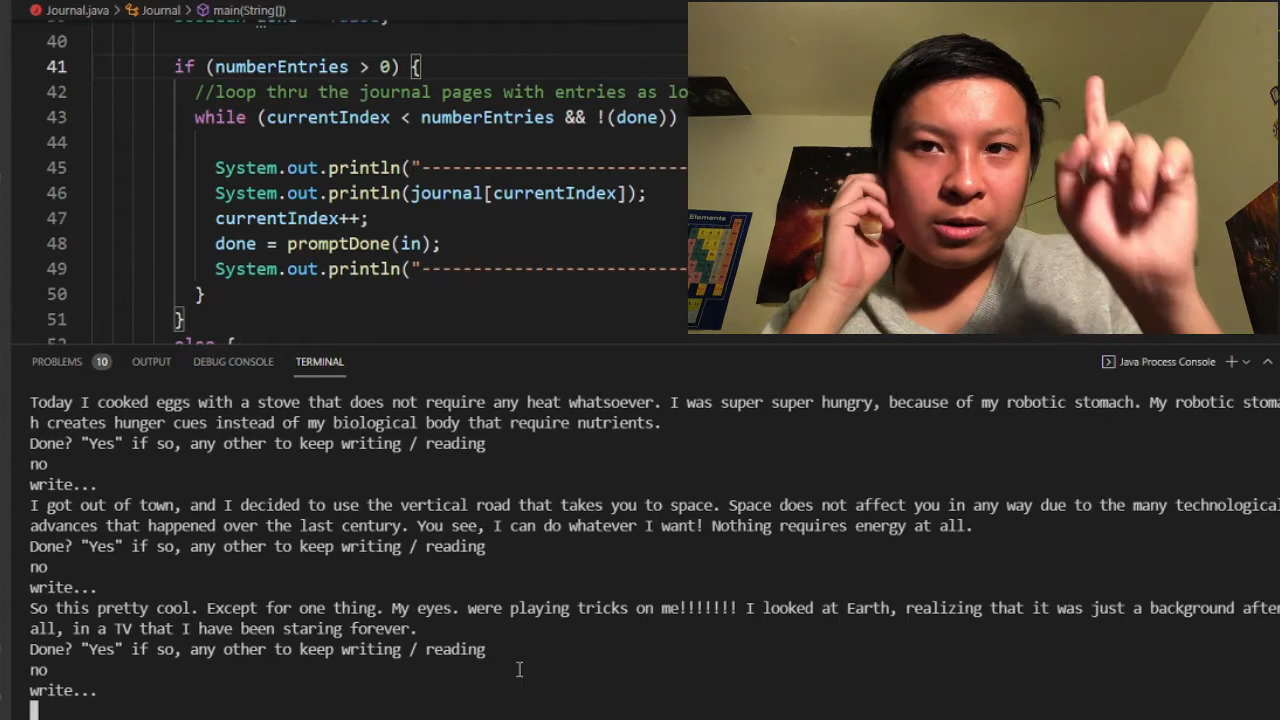 Journal.java > Journal > main(String[])
40
41 if (numberEntries > 0) {
42 //loop thru the journal pages with entries as lo
43 while (currentIndex < numberEntries && !(done))
44
45 System.out.println("--------------------------------
46 System.out.println(journal[currentIndex]);
47 currentIndex++;
48 done = promptDone(in);
49 System.out.println("--------------------------------
50 }
51 }
52 else {
Elements
PROBLEMS 10 OUTPUT DEBUG CONSOLE TERMINAL Java Process Console
Today I cooked eggs with a stove that does not require any heat whatsoever. I was super super hungry, because of my robotic stomach. My robotic stoma
h creates hunger cues instead of my biological body that require nutrients.
Done? "Yes" if so, any other to keep writing / reading
no
write...
I got out of town, and I decided to use the vertical road that takes you to space. Space does not affect you in any way due to the many technological
advances that happened over the last century. You see, I can do whatever I want! Nothing requires energy at all.
Done? "Yes" if so, any other to keep writing / reading
no
write...
So this pretty cool. Except for one thing. My eyes. were playing tricks on me!!!!!!! I looked at Earth, realizing that it was just a background after
all, in a TV that I have been staring forever.
Done? "Yes" if so, any other to keep writing / reading
no
write...